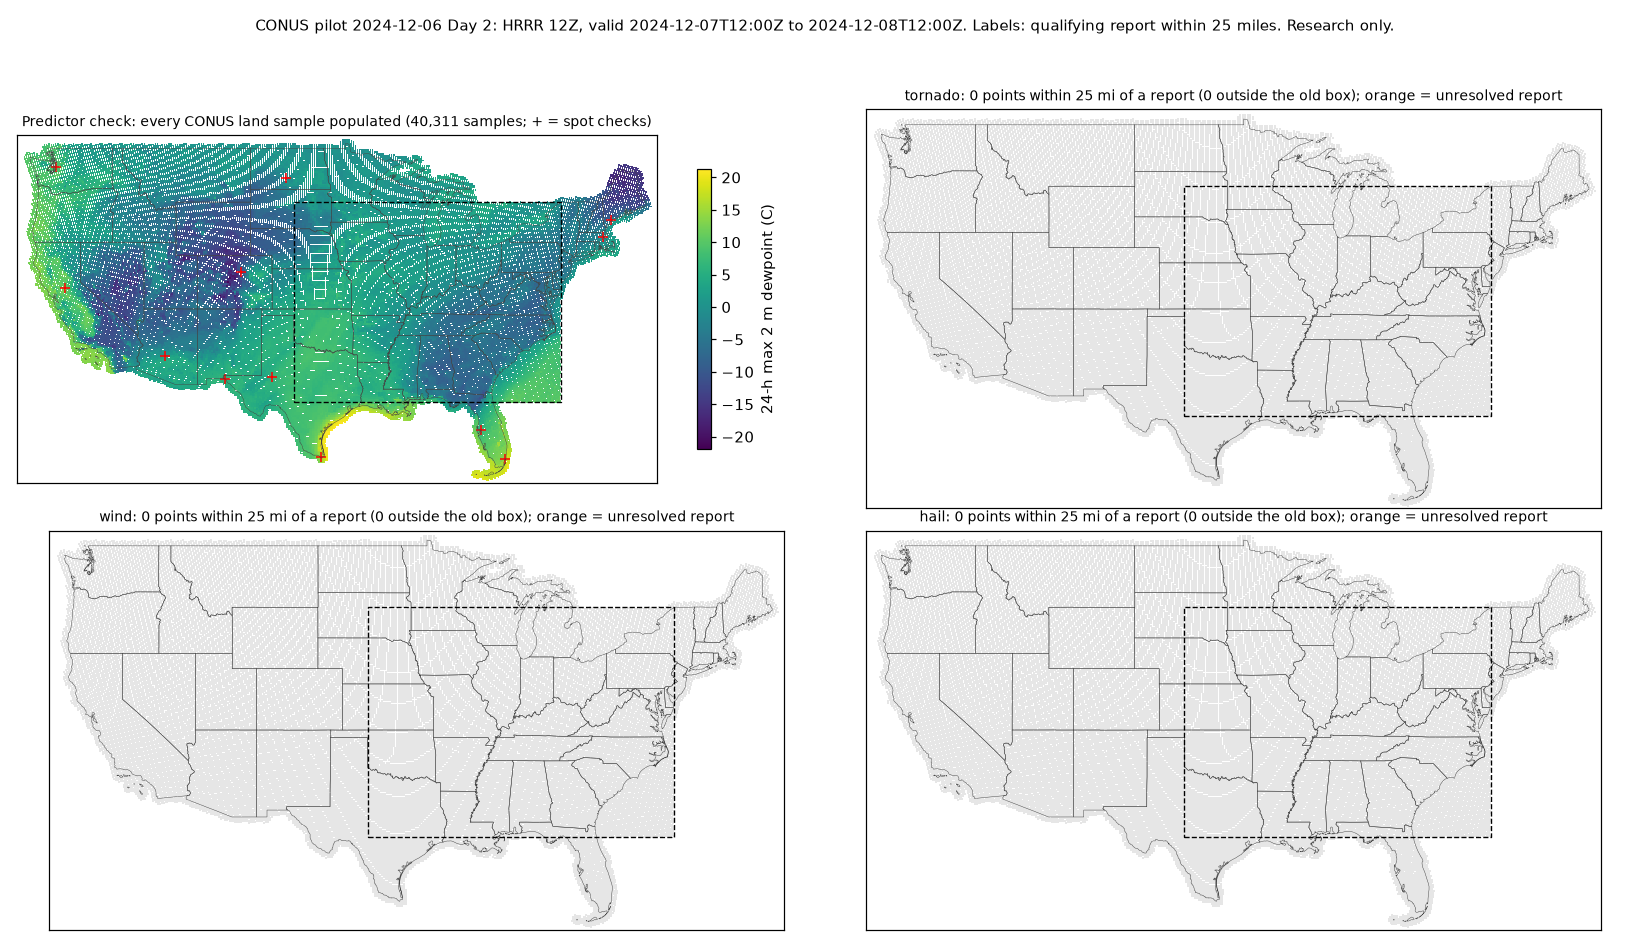 CONUS pilot 2024-12-06 Day 2: HRRR 12Z, valid 2024-12-07T12:00Z to 2024-12-08T12:00Z. Labels: qualifying report within 25 miles. Research only.
Predictor check: every CONUS land sample populated (40,311 samples; + = spot checks)
20
15
10
5
0
−5
−10
−15
−20
24-h max 2 m dewpoint (C)
tornado: 0 points within 25 mi of a report (0 outside the old box); orange = unresolved report
wind: 0 points within 25 mi of a report (0 outside the old box); orange = unresolved report
hail: 0 points within 25 mi of a report (0 outside the old box); orange = unresolved report